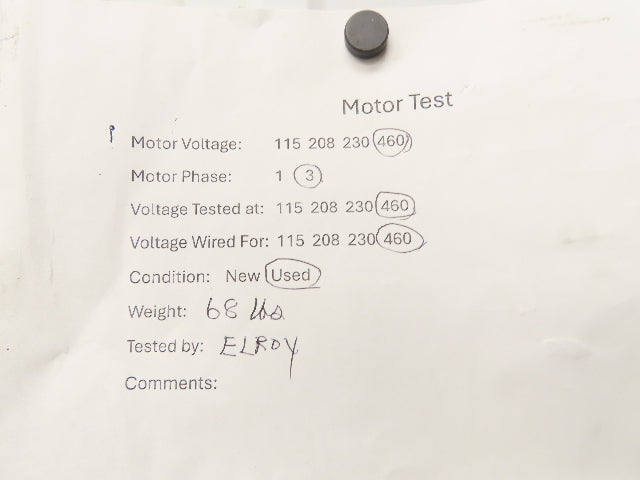 Motor Test
Motor Voltage: 115 208 230 460
Motor Phase: 1 3
Voltage Tested at: 115 208 230 460
Voltage Wired For: 115 208 230 460
Condition: New Used
Weight: 68 lbs
Tested by: ELROY
Comments: